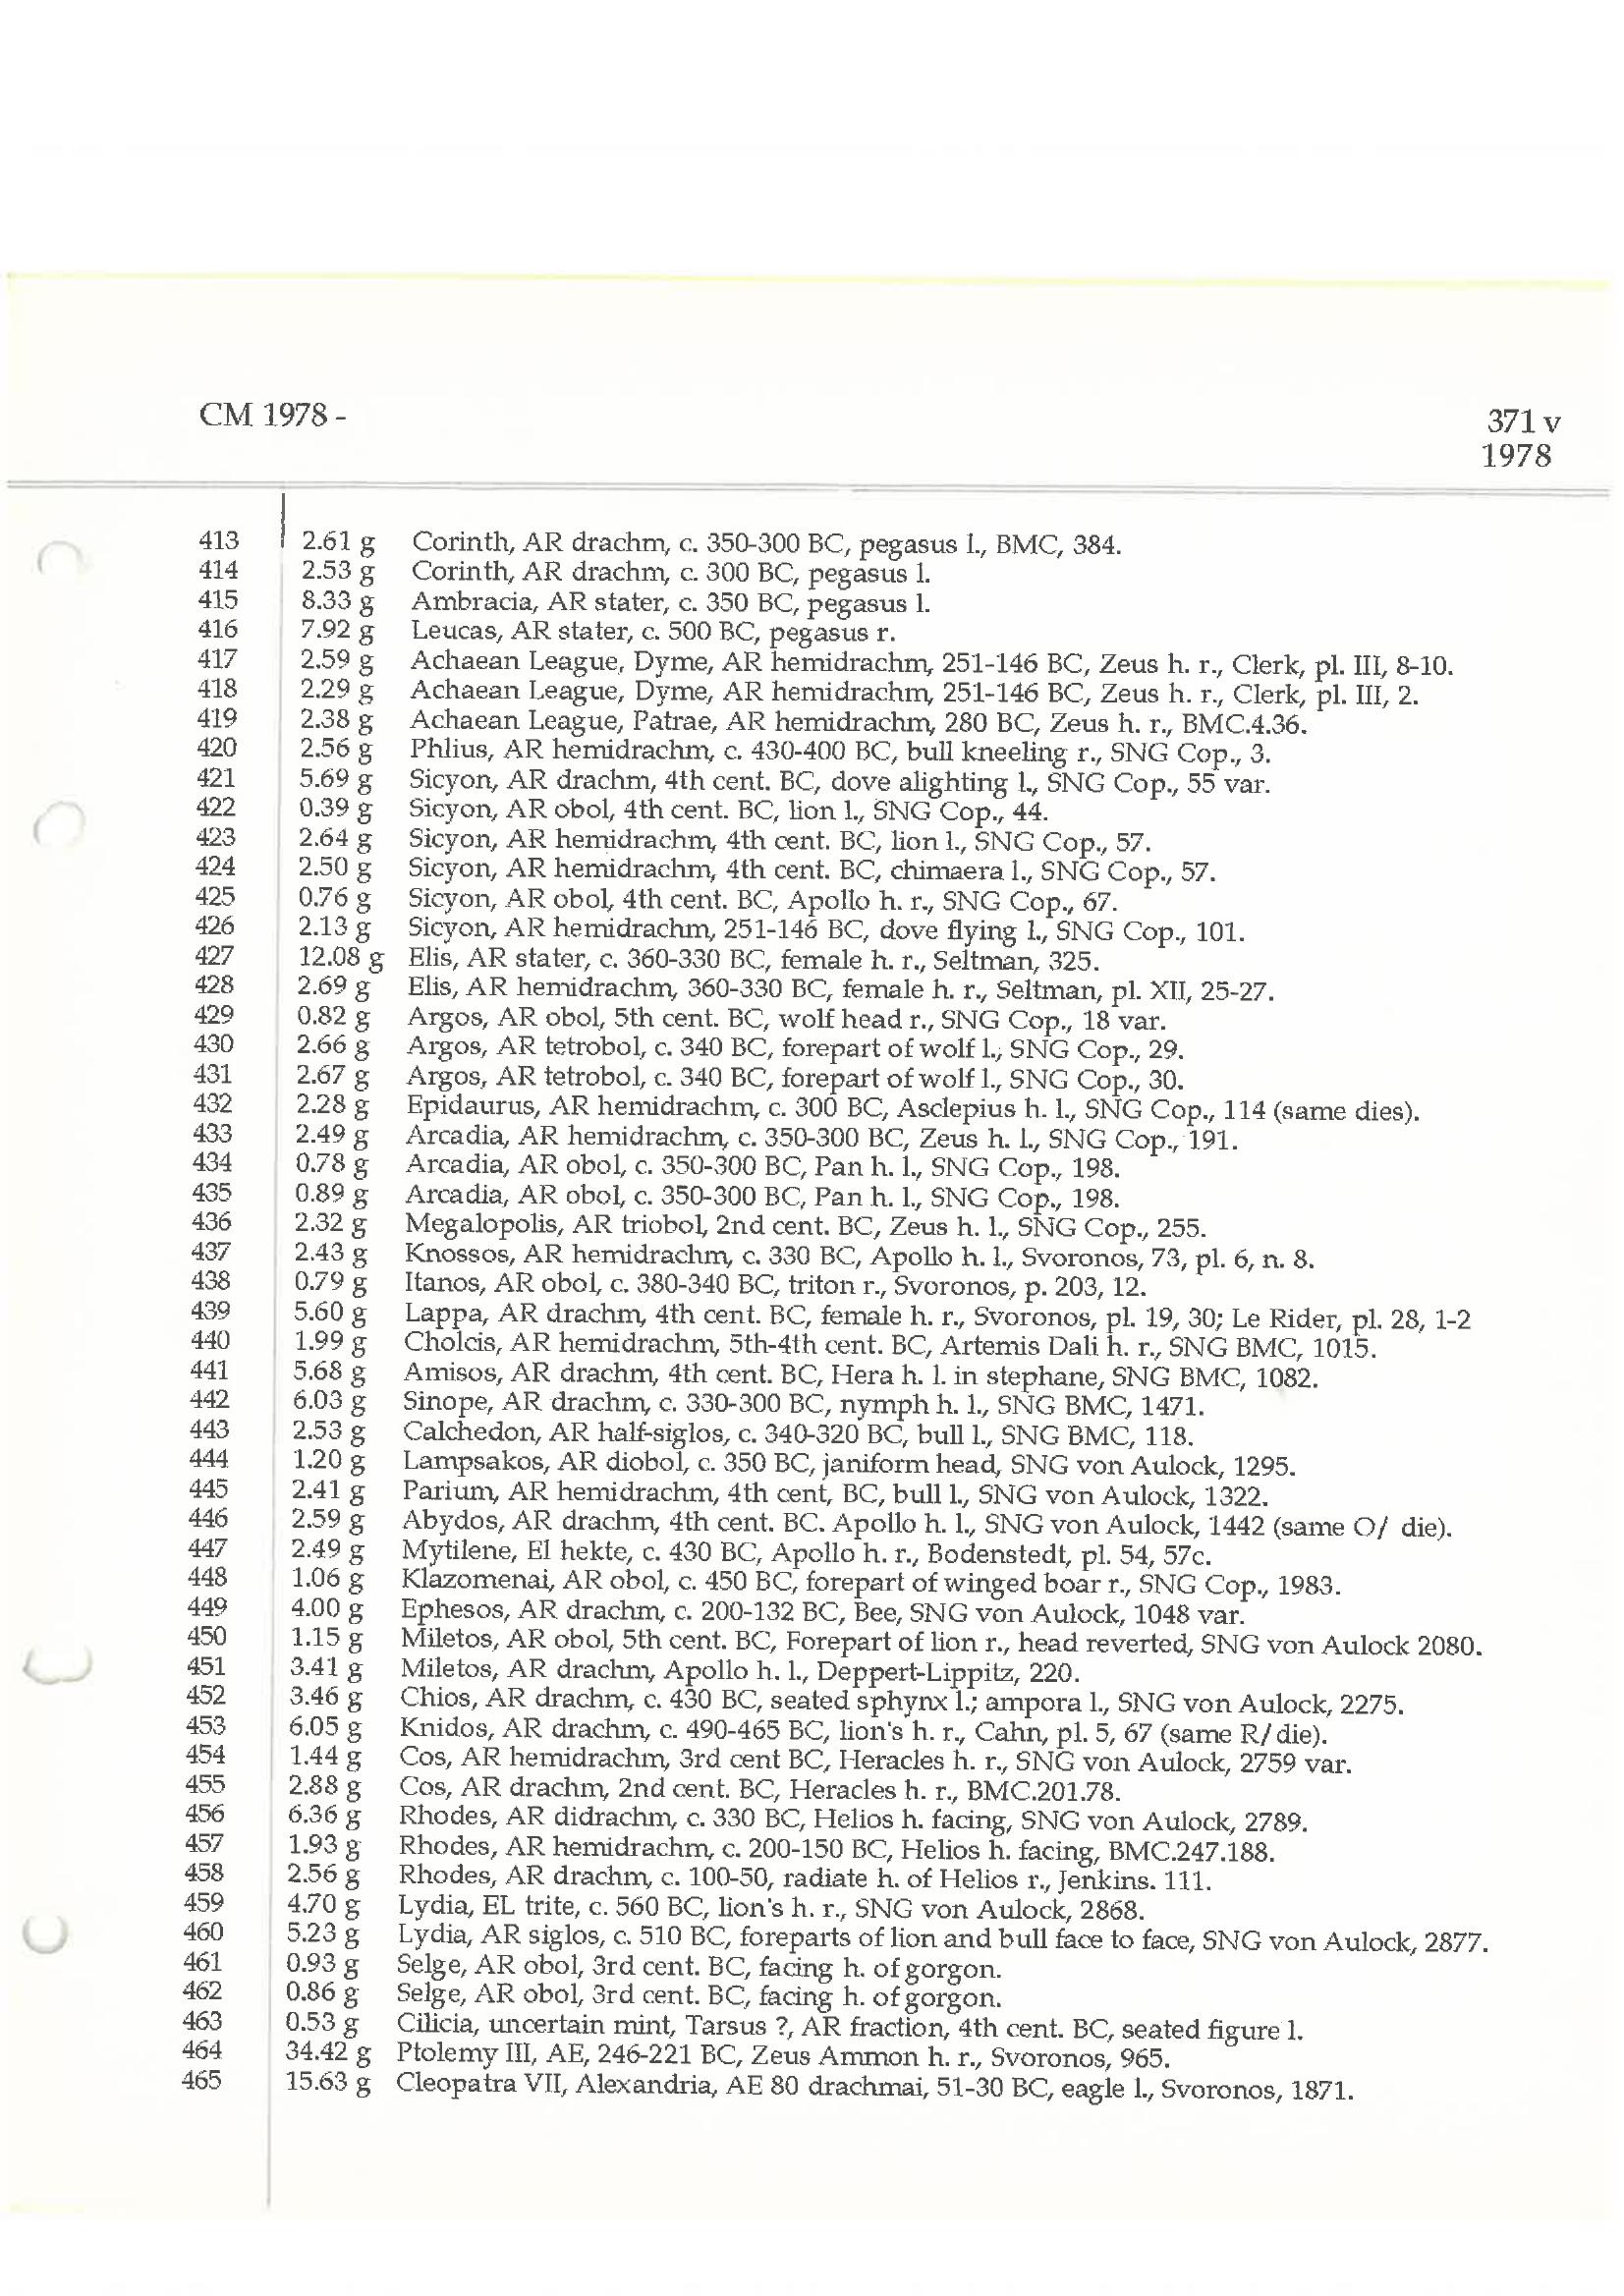 CM 1978 -
371 v
1978
413 2.61 g Corinth, AR drachm, c. 350-300 BC, pegasus l., BMC, 384.
414 2.53 g Corinth, AR drachm, c. 300 BC, pegasus l.
415 8.33 g Ambracia, AR stater, c. 350 BC, pegasus l.
416 7.92 g Leucas, AR stater, c. 500 BC, pegasus r.
417 2.59 g Achaean League, Dyme, AR hemidrachm, 251-146 BC, Zeus h. r., Clerk, pl. III, 8-10.
418 2.29 g Achaean League, Dyme, AR hemidrachm, 251-146 BC, Zeus h. r., Clerk, pl. III, 2.
419 2.38 g Achaean League, Patrae, AR hemidrachm, 280 BC, Zeus h. r., BMC.4.36.
420 2.56 g Phlius, AR hemidrachm, c. 430-400 BC, bull kneeling r., SNG Cop., 3.
421 5.69 g Sicyon, AR drachm, 4th cent. BC, dove alighting l., SNG Cop., 55 var.
422 0.39 g Sicyon, AR obol, 4th cent. BC, lion l., SNG Cop., 44.
423 2.64 g Sicyon, AR hemidrachm, 4th cent. BC, lion l., SNG Cop., 57.
424 2.50 g Sicyon, AR hemidrachm, 4th cent. BC, chimaera l., SNG Cop., 57.
425 0.76 g Sicyon, AR obol, 4th cent. BC, Apollo h. r., SNG Cop., 67.
426 2.13 g Sicyon, AR hemidrachm, 251-146 BC, dove flying l., SNG Cop., 101.
427 12.08 g Elis, AR stater, c. 360-330 BC, female h. r., Seltman, 325.
428 2.69 g Elis, AR hemidrachm, 360-330 BC, female h. r., Seltman, pl. XII, 25-27.
429 0.82 g Argos, AR obol, 5th cent. BC, wolf head r., SNG Cop., 18 var.
430 2.66 g Argos, AR tetrobol, c. 340 BC, forepart of wolf l., SNG Cop., 29.
431 2.67 g Argos, AR tetrobol, c. 340 BC, forepart of wolf l., SNG Cop., 30.
432 2.28 g Epidaurus, AR hemidrachm, c. 300 BC, Asclepius h. l., SNG Cop., 114 (same dies).
433 2.49 g Arcadia, AR hemidrachm, c. 350-300 BC, Zeus h. l., SNG Cop., 191.
434 0.78 g Arcadia, AR obol, c. 350-300 BC, Pan h. l., SNG Cop., 198.
435 0.89 g Arcadia, AR obol, c. 350-300 BC, Pan h. l., SNG Cop., 198.
436 2.32 g Megalopolis, AR triobol, 2nd cent. BC, Zeus h. l., SNG Cop., 255.
437 2.43 g Knossos, AR hemidrachm, c. 330 BC, Apollo h. l., Svoronos, 73, pl. 6, n. 8.
438 0.79 g Itanos, AR obol, c. 380-340 BC, triton r., Svoronos, p. 203, 12.
439 5.60 g Lappa, AR drachm, 4th cent. BC, female h. r., Svoronos, pl. 19, 30; Le Rider, pl. 28, 1-2
440 1.99 g Cholcis, AR hemidrachm, 5th-4th cent. BC, Artemis Dali h. r., SNG BMC, 1015.
441 5.68 g Amisos, AR drachm, 4th cent. BC, Hera h. l. in stephane, SNG BMC, 1082.
442 6.03 g Sinope, AR drachm, c. 330-300 BC, nymph h. l., SNG BMC, 1471.
443 2.53 g Calchedon, AR half-siglos, c. 340-320 BC, bull l., SNG BMC, 118.
444 1.20 g Lampsakos, AR diobol, c. 350 BC, janiform head, SNG von Aulock, 1295.
445 2.41 g Parium, AR hemidrachm, 4th cent, BC, bull l., SNG von Aulock, 1322.
446 2.59 g Abydos, AR drachm, 4th cent. BC. Apollo h. l., SNG von Aulock, 1442 (same O/ die).
447 2.49 g Mytilene, El hekte, c. 430 BC, Apollo h. r., Bodenstedt, pl. 54, 57c.
448 1.06 g Klazomenai, AR obol, c. 450 BC, forepart of winged boar r., SNG Cop., 1983.
449 4.00 g Ephesos, AR drachm, c. 200-132 BC, Bee, SNG von Aulock, 1048 var.
450 1.15 g Miletos, AR obol, 5th cent. BC, Forepart of lion r., head reverted, SNG von Aulock 2080.
451 3.41 g Miletos, AR drachm, Apollo h. l., Deppert-Lippitz, 220.
452 3.46 g Chios, AR drachm, c. 430 BC, seated sphynx l.; ampora l., SNG von Aulock, 2275.
453 6.05 g Knidos, AR drachm, c. 490-465 BC, lion's h. r., Cahn, pl. 5, 67 (same R/ die).
454 1.44 g Cos, AR hemidrachm, 3rd cent BC, Heracles h. r., SNG von Aulock, 2759 var.
455 2.88 g Cos, AR drachm, 2nd cent. BC, Heracles h. r., BMC.201.78.
456 6.36 g Rhodes, AR didrachm, c. 330 BC, Helios h. facing, SNG von Aulock, 2789.
457 1.93 g Rhodes, AR hemidrachm, c. 200-150 BC, Helios h. facing, BMC.247.188.
458 2.56 g Rhodes, AR drachm, c. 100-50, radiate h. of Helios r., Jenkins. 111.
459 4.70 g Lydia, EL trite, c. 560 BC, lion's h. r., SNG von Aulock, 2868.
460 5.23 g Lydia, AR siglos, c. 510 BC, foreparts of lion and bull face to face, SNG von Aulock, 2877.
461 0.93 g Selge, AR obol, 3rd cent. BC, facing h. of gorgon.
462 0.86 g Selge, AR obol, 3rd cent. BC, facing h. of gorgon.
463 0.53 g Cilicia, uncertain mint, Tarsus ?, AR fraction, 4th cent. BC, seated figure l.
464 34.42 g Ptolemy III, AE, 246-221 BC, Zeus Ammon h. r., Svoronos, 965.
465 15.63 g Cleopatra VII, Alexandria, AE 80 drachmai, 51-30 BC, eagle l., Svoronos, 1871.